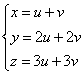 x = u + v
y = 2u + 2v
z = 3u + 3v